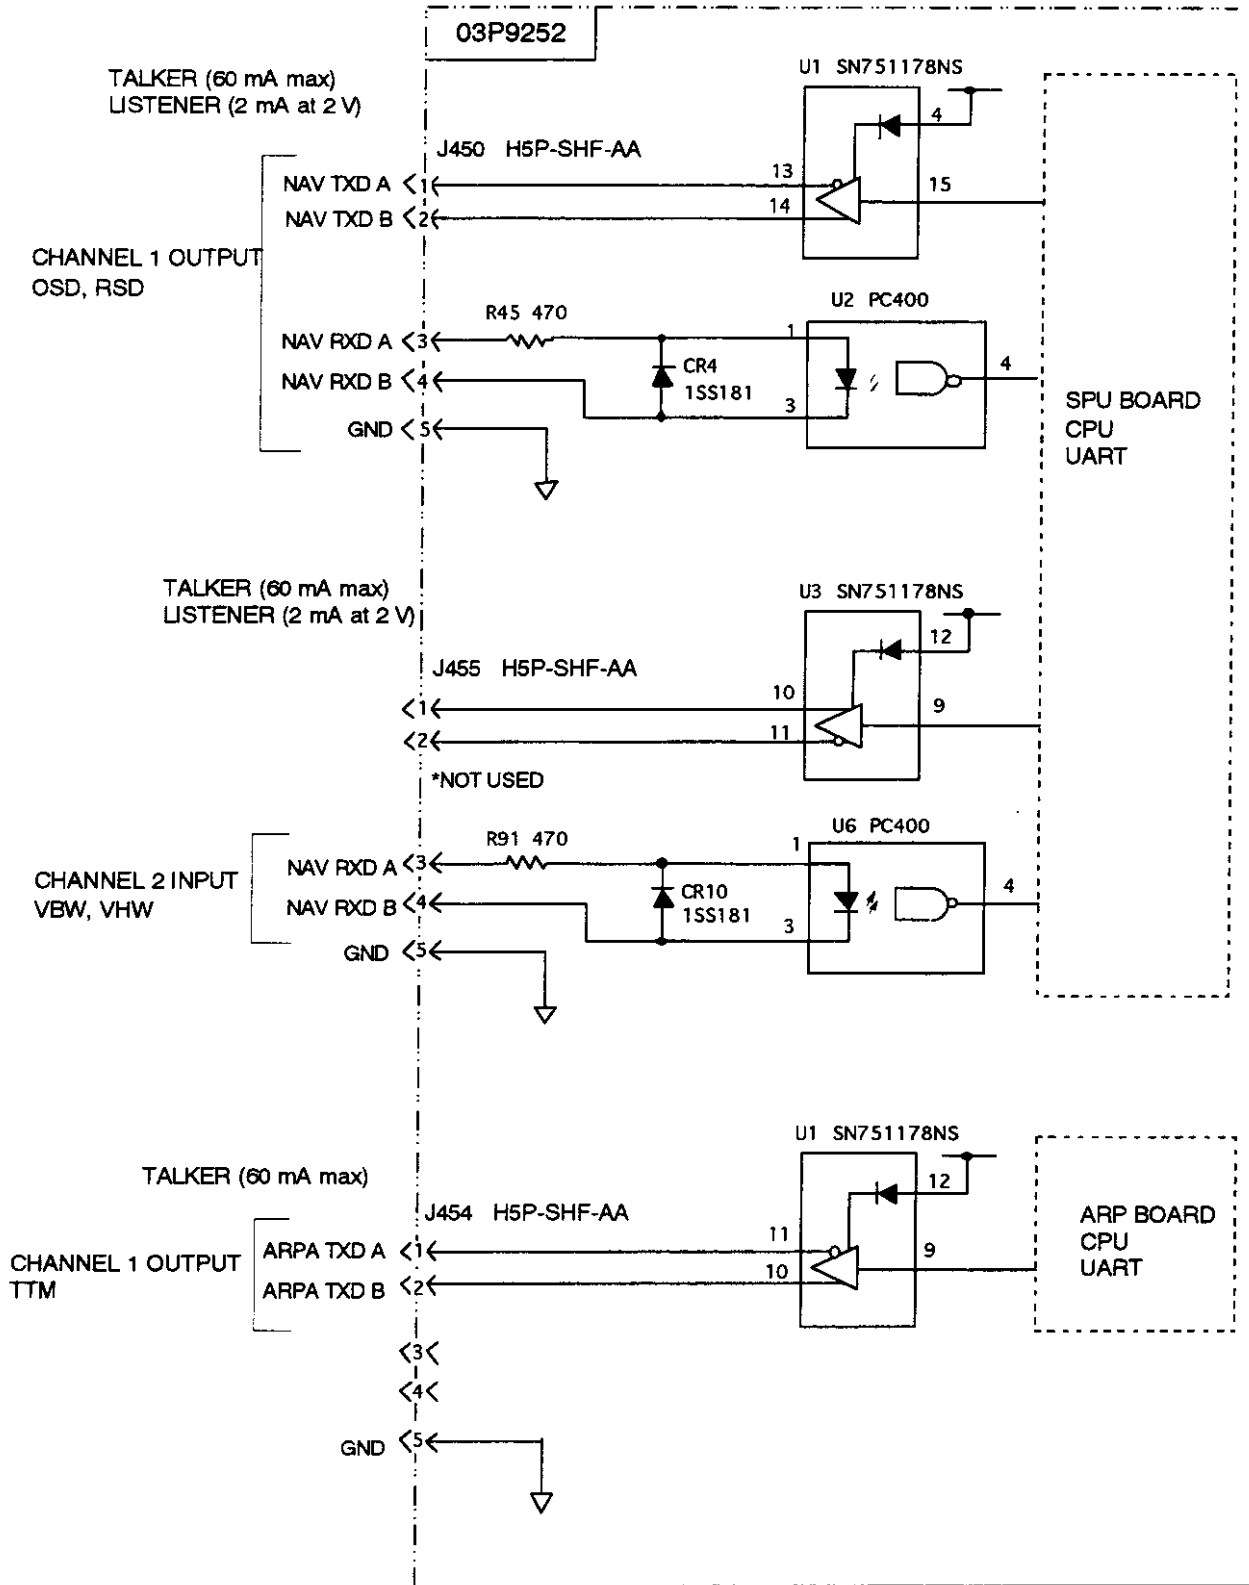 03P9252
TALKER (60 mA max)
LISTENER (2 mA at 2 V)
U1 SN751178NS
4
J450 H5P-SHF-AA
NAV TXD A
1
13
15
NAV TXD B
2
14
CHANNEL 1 OUTPUT
OSD, RSD
U2 PC400
R45 470
NAV RXD A
3
1
CR4
1SS181
4
NAV RXD B
4
3
GND
5
SPU BOARD
CPU
UART
TALKER (60 mA max)
LISTENER (2 mA at 2 V)
U3 SN751178NS
12
J455 H5P-SHF-AA
1
10
9
2
11
*NOT USED
U6 PC400
R91 470
CHANNEL 2 INPUT
VBW, VHW
NAV RXD A
3
1
CR10
1SS181
4
NAV RXD B
4
3
GND
5
U1 SN751178NS
12
TALKER (60 mA max)
J454 H5P-SHF-AA
CHANNEL 1 OUTPUT
TTM
ARPA TXD A
1
11
9
ARPA TXD B
2
10
ARP BOARD
CPU
UART
3
4
GND
5